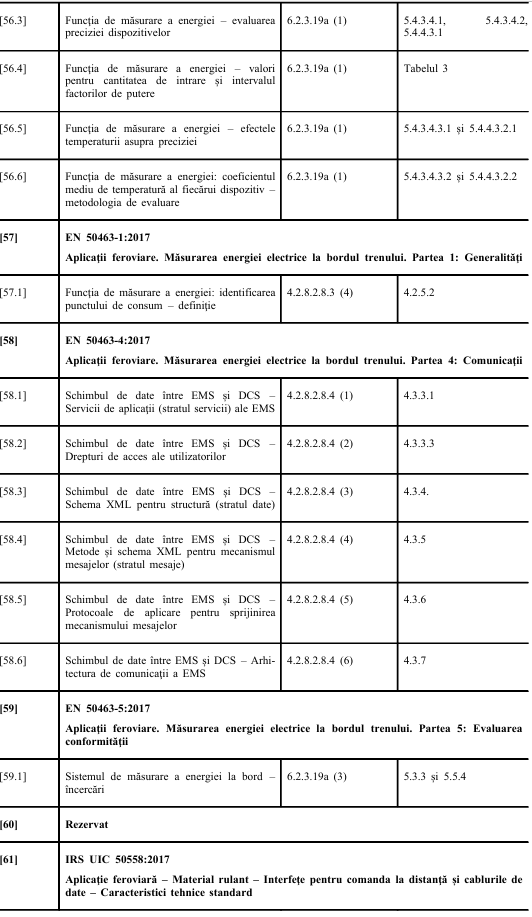 [56.3] Funcția de măsurare a energiei – evaluarea 6.2.3.19a (1) 5.4.3.4.1, 5.4.3.4.2,
preciziei dispozitivelor 5.4.4.3.1
[56.4] Funcția de măsurare a energiei – valori 6.2.3.19a (1) Tabelul 3
pentru cantitatea de intrare și intervalul
factorilor de putere
[56.5] Funcția de măsurare a energiei – efectele 6.2.3.19a (1) 5.4.3.4.3.1 și 5.4.4.3.2.1
temperaturii asupra preciziei
[56.6] Funcția de măsurare a energiei: coeficientul 6.2.3.19a (1) 5.4.3.4.3.2 și 5.4.4.3.2.2
mediu de temperatură al fiecărui dispozitiv –
metodologia de evaluare
[57] EN 50463-1:2017
Aplicații feroviare. Măsurarea energiei electrice la bordul trenului. Partea 1: Generalități
[57.1] Funcția de măsurare a energiei: identificarea 4.2.8.2.8.3 (4) 4.2.5.2
punctului de consum – definiție
[58] EN 50463-4:2017
Aplicații feroviare. Măsurarea energiei electrice la bordul trenului. Partea 4: Comunicații
[58.1] Schimbul de date între EMS și DCS – 4.2.8.2.8.4 (1) 4.3.3.1
Servicii de aplicații (stratul servicii) ale EMS
[58.2] Schimbul de date între EMS și DCS – 4.2.8.2.8.4 (2) 4.3.3.3
Drepturi de acces ale utilizatorilor
[58.3] Schimbul de date între EMS și DCS – 4.2.8.2.8.4 (3) 4.3.4.
Schema XML pentru structură (stratul date)
[58.4] Schimbul de date între EMS și DCS – 4.2.8.2.8.4 (4) 4.3.5
Metode și schema XML pentru mecanismul
mesajelor (stratul mesaje)
[58.5] Schimbul de date între EMS și DCS – 4.2.8.2.8.4 (5) 4.3.6
Protocoale de aplicare pentru sprijinirea
mecanismului mesajelor
[58.6] Schimbul de date între EMS și DCS – Arhi- 4.2.8.2.8.4 (6) 4.3.7
tectura de comunicații a EMS
[59] EN 50463-5:2017
Aplicații feroviare. Măsurarea energiei electrice la bordul trenului. Partea 5: Evaluarea
conformității
[59.1] Sistemul de măsurare a energiei la bord – 6.2.3.19a (3) 5.3.3 și 5.5.4
încercări
[60] Rezervat
[61] IRS UIC 50558:2017
Aplicație feroviară – Material rulant – Interfețe pentru comanda la distanță și cablurile de
date – Caracteristici tehnice standard